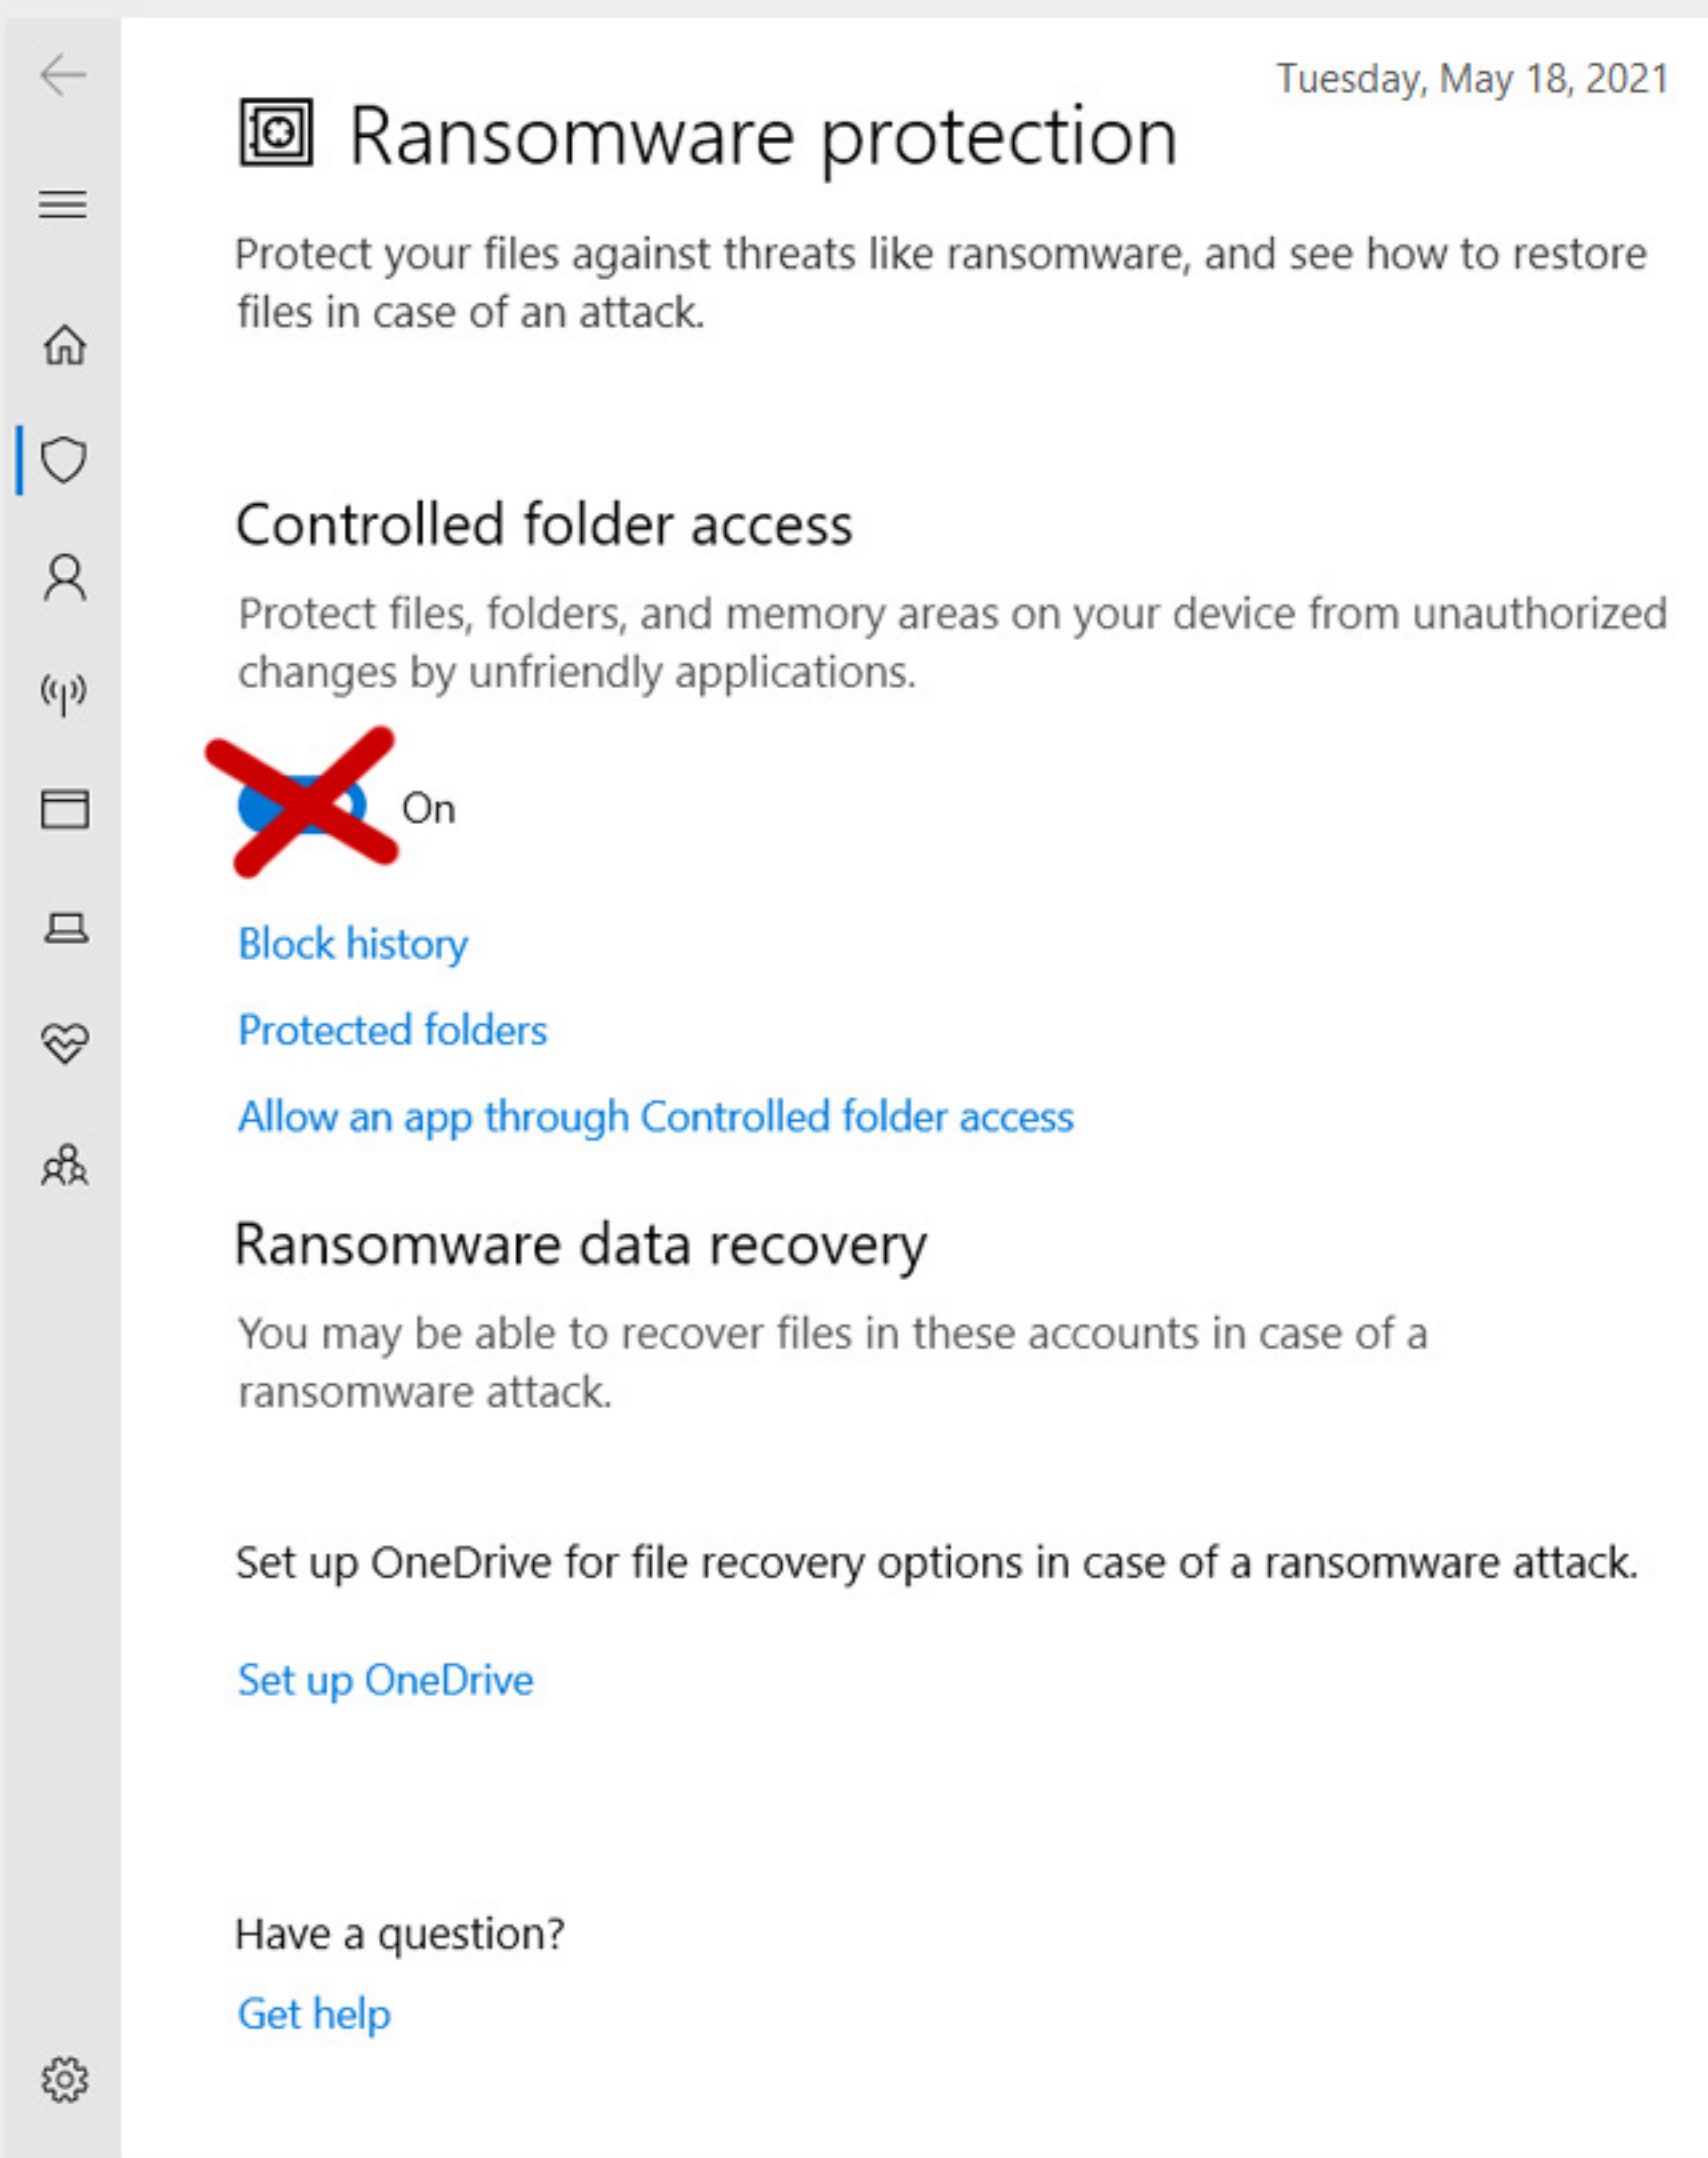 Tuesday, May 18, 2021
Ransomware protection
Protect your files against threats like ransomware, and see how to restore
files in case of an attack.
Controlled folder access
Protect files, folders, and memory areas on your device from unauthorized
changes by unfriendly applications.
On
Block history
Protected folders
Allow an app through Controlled folder access
Ransomware data recovery
You may be able to recover files in these accounts in case of a
ransomware attack.
Set up OneDrive for file recovery options in case of a ransomware attack.
Set up OneDrive
Have a question?
Get help